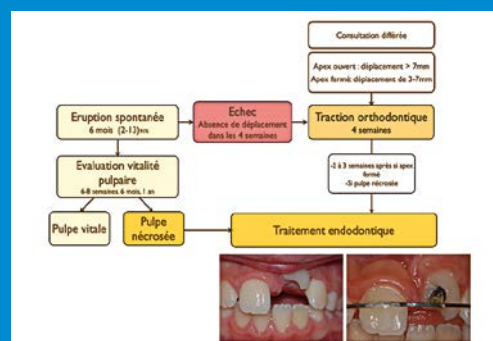 Consultation différée
Apex ouvert : déplacement > 7mm
Apex fermé: déplacement de 3-7mm
Eruption spontanée
6 mois (2-13)ms
Echec
Absence de déplacement
dans les 4 semaines
Traction orthodontique
4 semaines
Evaluation vitalité
pulpaire
6-8 semaines, 6 mois, 1 an
-2 à 3 semaines après si apex
fermé
-Si pulpe nécrosée
Pulpe vitale
Pulpe
nécrosée
Traitement endodontique